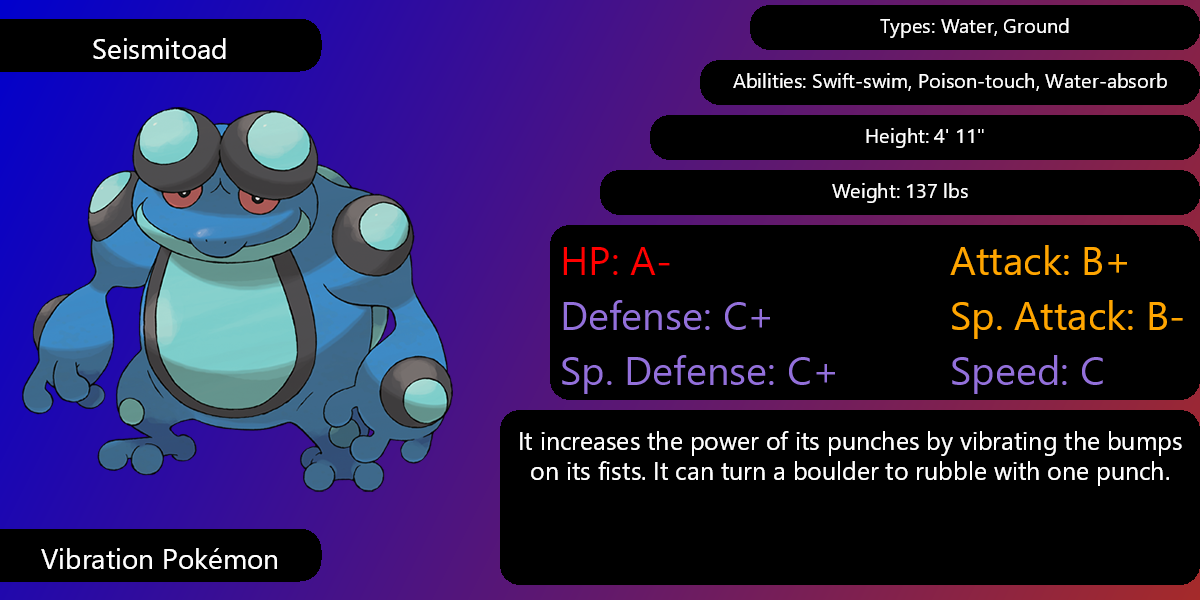 Seismitoad
Types: Water, Ground
Abilities: Swift-swim, Poison-touch, Water-absorb
Height: 4' 11"
Weight: 137 lbs
HP: A-
Attack: B+
Defense: C+
Sp. Attack: B-
Sp. Defense: C+
Speed: C
It increases the power of its punches by vibrating the bumps
on its fists. It can turn a boulder to rubble with one punch.
Vibration Pokémon